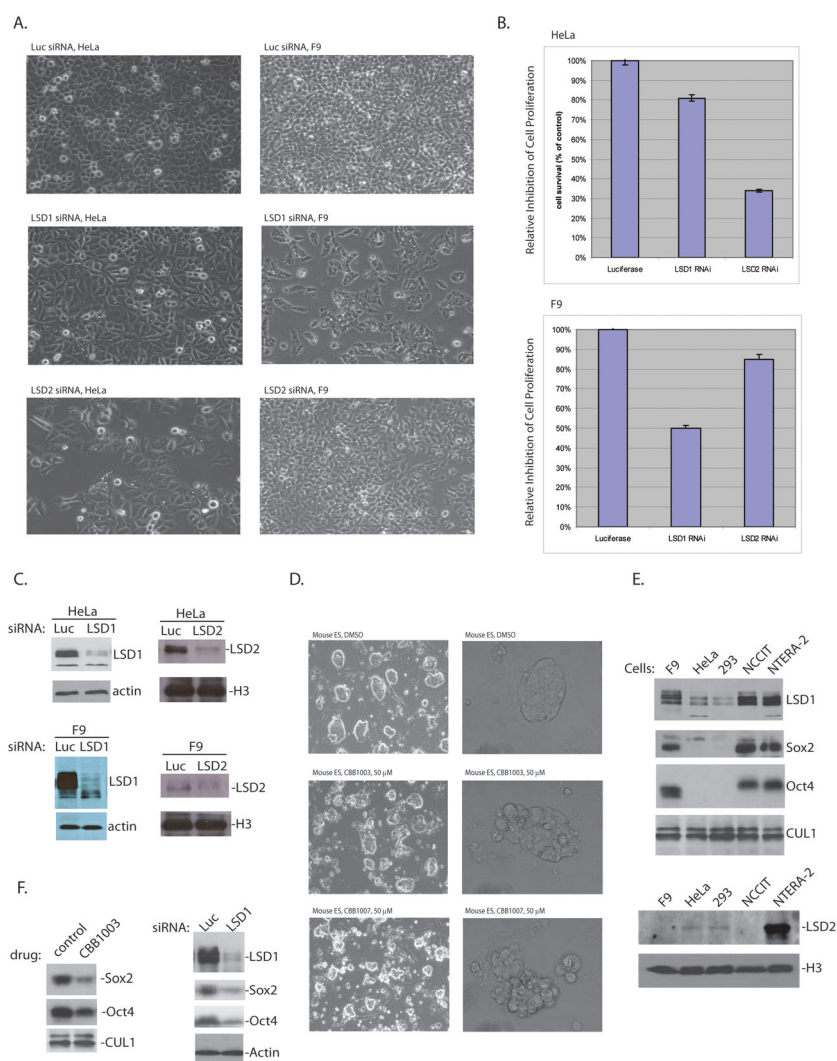 A.
Luc siRNA, HeLa
Luc siRNA, F9
LSD1 siRNA, HeLa
LSD1 siRNA, F9
LSD2 siRNA, HeLa
LSD2 siRNA, F9
B.
HeLa
Relative Inhibition of Cell Proliferation
cell survival (% of control)
100%
90%
80%
70%
60%
50%
40%
30%
20%
10%
0%
Luciferase LSD1 RNAi LSD2 RNAi
F9
Relative Inhibition of Cell Proliferation
100%
90%
80%
70%
60%
50%
40%
30%
20%
10%
0%
Luciferase LSD1 RNAi LSD2 RNAi
C.
HeLa
siRNA: Luc LSD1
LSD1
actin
HeLa
Luc LSD2
-LSD2
-H3
F9
siRNA: Luc LSD1
LSD1
actin
F9
Luc LSD2
-LSD2
-H3
D.
Mouse ES, DMSO
Mouse ES, DMSO
Mouse ES, CBB1003, 50 μM
Mouse ES, CBB1003, 50 μM
Mouse ES, CBB1007, 50 μM
Mouse ES, CBB1007, 50 μM
E.
Cells: F9 HeLa 293 NCCIT NTERA-2
LSD1
Sox2
Oct4
CUL1
F9 HeLa 293 NCCIT NTERA-2
-LSD2
-H3
F.
drug: control CBB1003
-Sox2
-Oct4
-CUL1
siRNA: Luc LSD1
-LSD1
-Sox2
-Oct4
-Actin